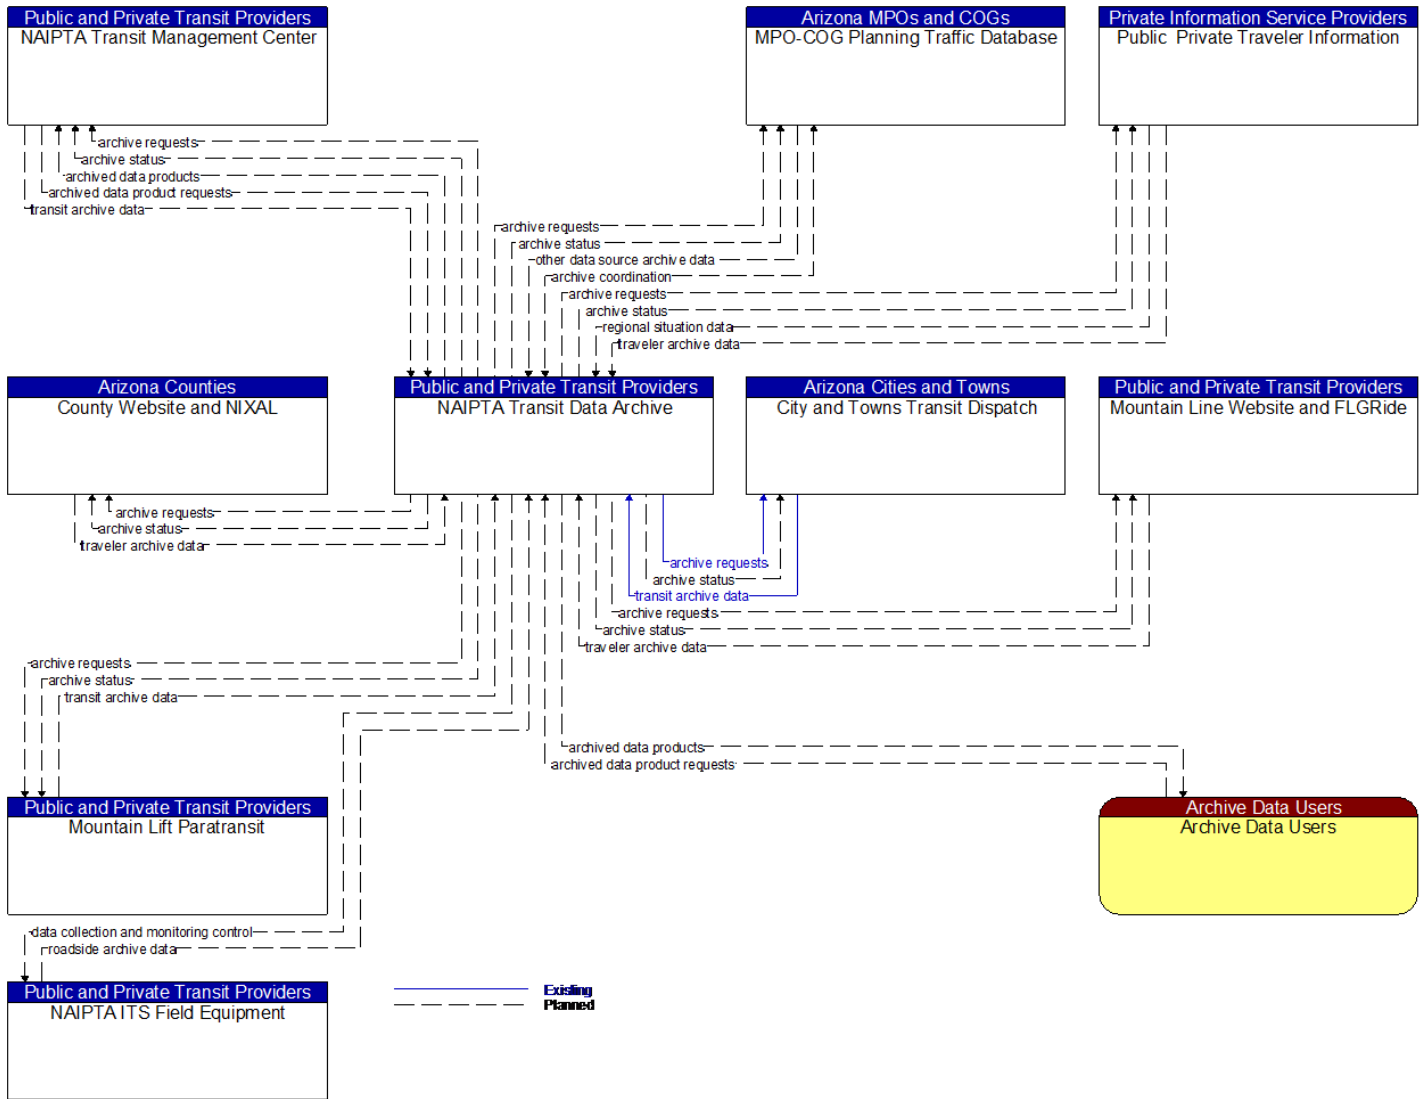 Public and Private Transit Providers
NAIPTA Transit Management Center
Arizona MPOs and COGs
MPO-COG Planning Traffic Database
Private Information Service Providers
Public Private Traveler Information
archive requests
archive status
archived data products
archived data product requests
transit archive data
archive requests
archive status
other data source archive data
archive coordination
archive requests
archive status
regional situation data
traveler archive data
Arizona Counties
County Website and NIXAL
Public and Private Transit Providers
NAIPTA Transit Data Archive
Arizona Cities and Towns
City and Towns Transit Dispatch
Public and Private Transit Providers
Mountain Line Website and FLGRide
archive requests
archive status
traveler archive data
archive requests
archive status
transit archive data
archive requests
archive status
traveler archive data
archive requests
archive status
transit archive data
archived data products
archived data product requests
Public and Private Transit Providers
Mountain Lift Paratransit
Archive Data Users
Archive Data Users
data collection and monitoring control
roadside archive data
Public and Private Transit Providers
NAIPTA ITS Field Equipment
Existing
Planned